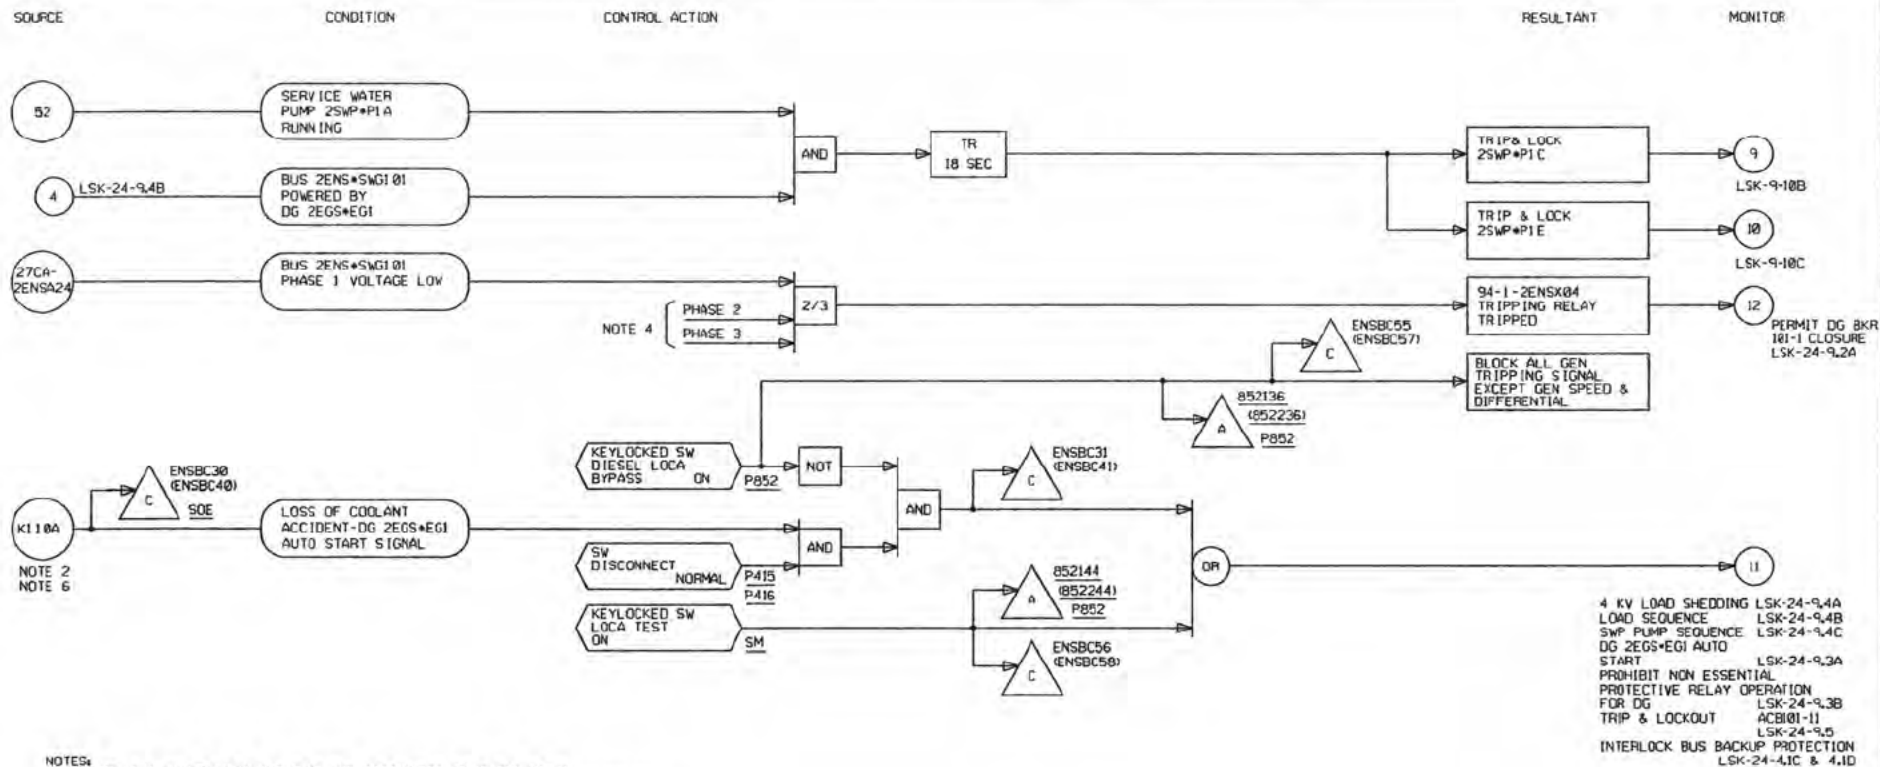 SOURCE CONDITION CONTROL ACTION RESULTANT MONITOR
52
SERVICE WATER
PUMP 2SWP*P1A
RUNNING
AND
TR
18 SEC
TRIP& LOCK
2SWP*P1C
9
LSK-9-10B
4
LSK-24-9.4B
BUS 2ENS*SWG101
POWERED BY
DG 2EGS*EG1
TRIP & LOCK
2SWP*P1E
10
LSK-9-10C
27CA-
2ENSA24
BUS 2ENS*SWG101
PHASE 1 VOLTAGE LOW
NOTE 4
PHASE 2
PHASE 3
2/3
94-1-2ENSX04
TRIPPING RELAY
TRIPPED
12
PERMIT DG BKR
101-1 CLOSURE
LSK-24-9.2A
ENSBC55
(ENSBC57)
C
BLOCK ALL GEN
TRIPPING SIGNAL
EXCEPT GEN SPEED &
DIFFERENTIAL
852136
(852236)
A
P852
KEYLOCKED SW
DIESEL LOCA
BYPASS ON
P852
NOT
AND
ENSBC31
(ENSBC41)
C
ENSBC30
(ENSBC40)
C
SOE
K110A
NOTE 2
NOTE 6
LOSS OF COOLANT
ACCIDENT-DG 2EGS*EG1
AUTO START SIGNAL
SW
DISCONNECT
NORMAL
P415
P416
AND
KEYLOCKED SW
LOCA TEST
ON
SM
852144
(852244)
A
P852
ENSBC56
(ENSBC58)
C
OR
11
4 KV LOAD SHEDDING LSK-24-9.4A
LOAD SEQUENCE LSK-24-9.4B
SWP PUMP SEQUENCE LSK-24-9.4C
DG 2EGS*EG1 AUTO
START LSK-24-9.3A
PROHIBIT NON ESSENTIAL
PROTECTIVE RELAY OPERATION
FOR DG LSK-24-9.3B
TRIP & LOCKOUT ACB101-11
LSK-24-9.5
INTERLOCK BUS BACKUP PROTECTION
LSK-24-4.1C & 4.1D
NOTES: